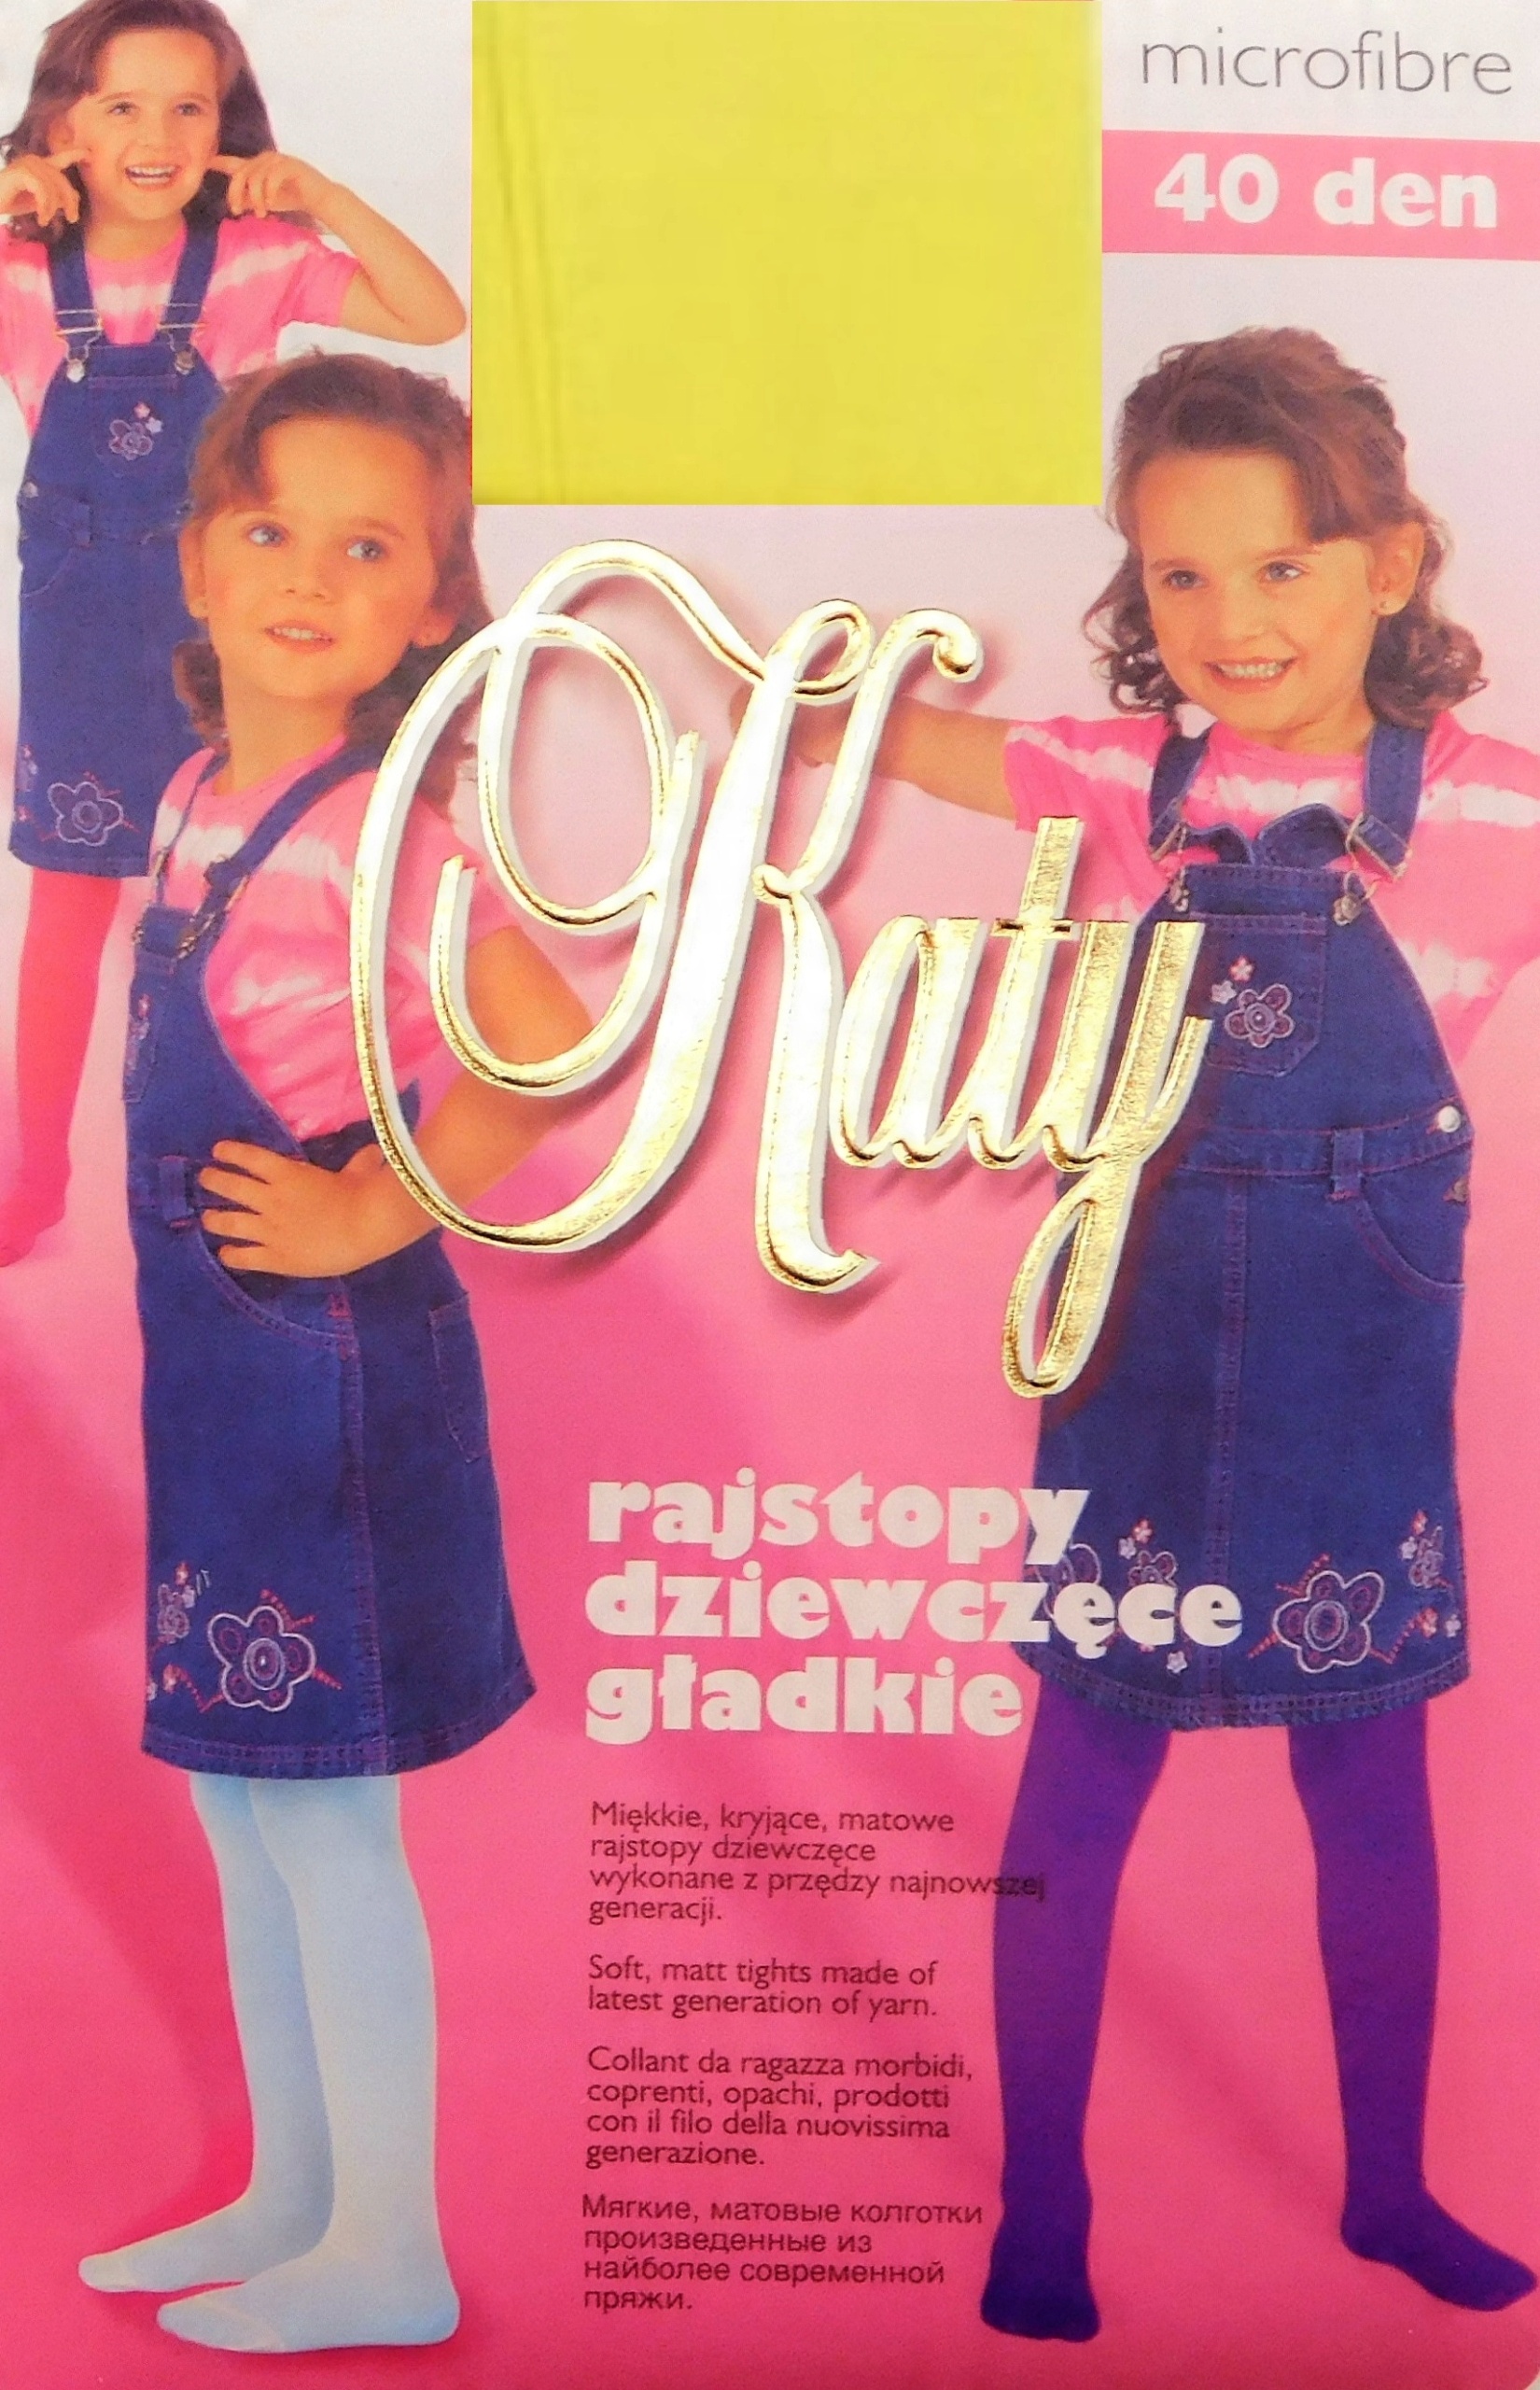 microfibre
40 den
Katy
rajstopy
dziewczęce
gładkie
Miękkie, kryjące, matowe
rajstopy dziewczęce
wykonane z przędzy najnowszej
generacji.
Soft, matt tights made of
latest generation of yarn.
Collant da ragazza morbidi,
coprenti, opachi, prodotti
con il filo della nuovissima
generazione.
Мягкие, матовые колготки
произведенные из
наиболее современной
пряжи.